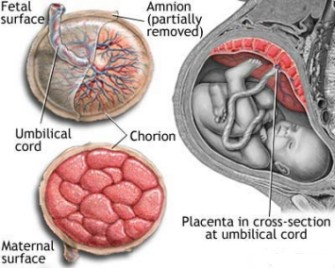 Fetal
surface
Amnion
(partially
removed)
Umbilical
cord
Chorion
Maternal
surface
Placenta in cross-section
at umbilical cord